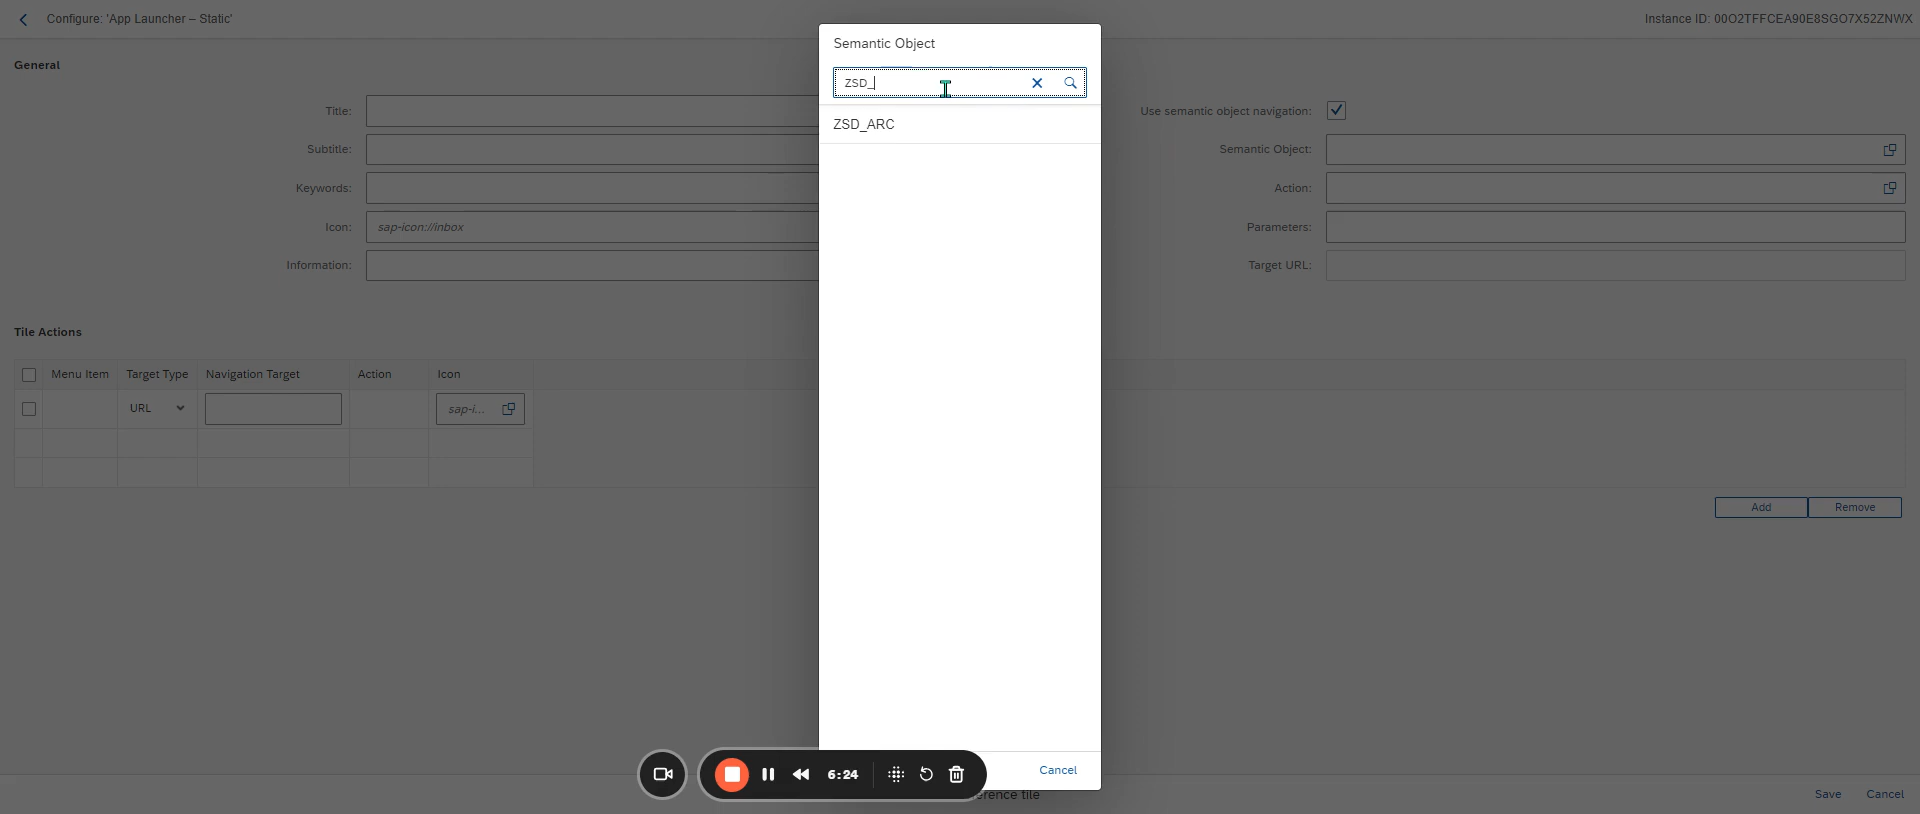 Configure: 'App Launcher – Static'
Instance ID: 00O2TFFCEA90E8SGO7X52ZNWX
General
Title:
Subtitle:
Keywords:
Icon:
sap-icon://inbox
Information:
Use semantic object navigation:
Semantic Object:
Action:
Parameters:
Target URL:
Semantic Object
ZSD_
ZSD_ARC
Cancel
Tile Actions
Menu Item
Target Type
Navigation Target
Action
Icon
URL
sap-i...
Add
Remove
6:24
tile
Save
Cancel